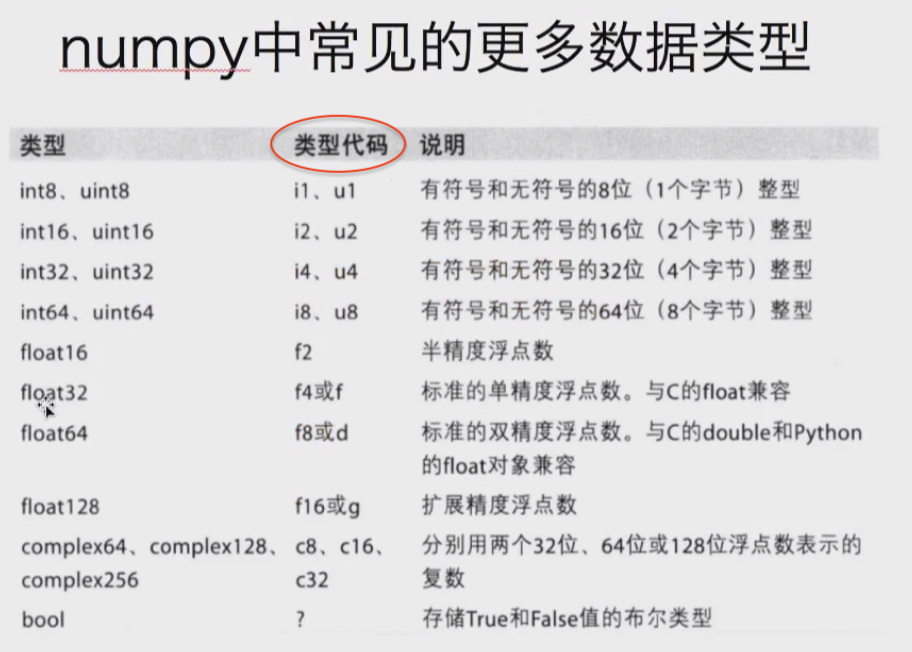 numpy中常见的更多数据类型
类型 类型代码 说明
int8、uint8 i1、u1 有符号和无符号的8位（1个字节）整型
int16、uint16 i2、u2 有符号和无符号的16位（2个字节）整型
int32、uint32 i4、u4 有符号和无符号的32位（4个字节）整型
int64、uint64 i8、u8 有符号和无符号的64位（8个字节）整型
float16 f2 半精度浮点数
float32 f4或f 标准的单精度浮点数。与C的float兼容
float64 f8或d 标准的双精度浮点数。与C的double和Python
的float对象兼容
float128 f16或g 扩展精度浮点数
complex64、complex128、 c8、c16、 分别用两个32位、64位或128位浮点数表示的
complex256 c32 复数
bool ? 存储True和False值的布尔类型